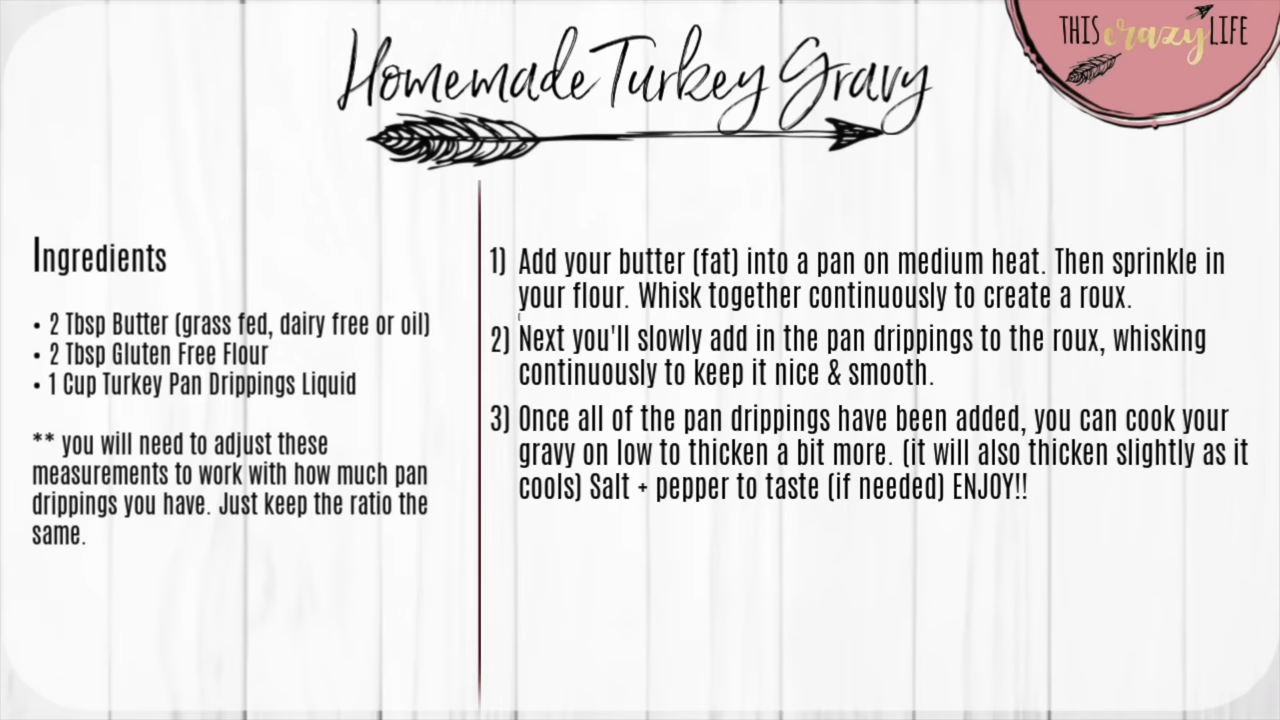 Homemade Turkey Gravy
THIS crazy LIFE
Ingredients
• 2 Tbsp Butter (grass fed, dairy free or oil)
• 2 Tbsp Gluten Free Flour
• 1 Cup Turkey Pan Drippings Liquid
** you will need to adjust these
measurements to work with how much pan
drippings you have. Just keep the ratio the
same.
1) Add your butter (fat) into a pan on medium heat. Then sprinkle in
your flour. Whisk together continuously to create a roux.
2) Next you'll slowly add in the pan drippings to the roux, whisking
continuously to keep it nice & smooth.
3) Once all of the pan drippings have been added, you can cook your
gravy on low to thicken a bit more. (it will also thicken slightly as it
cools) Salt + pepper to taste (if needed) ENJOY!!